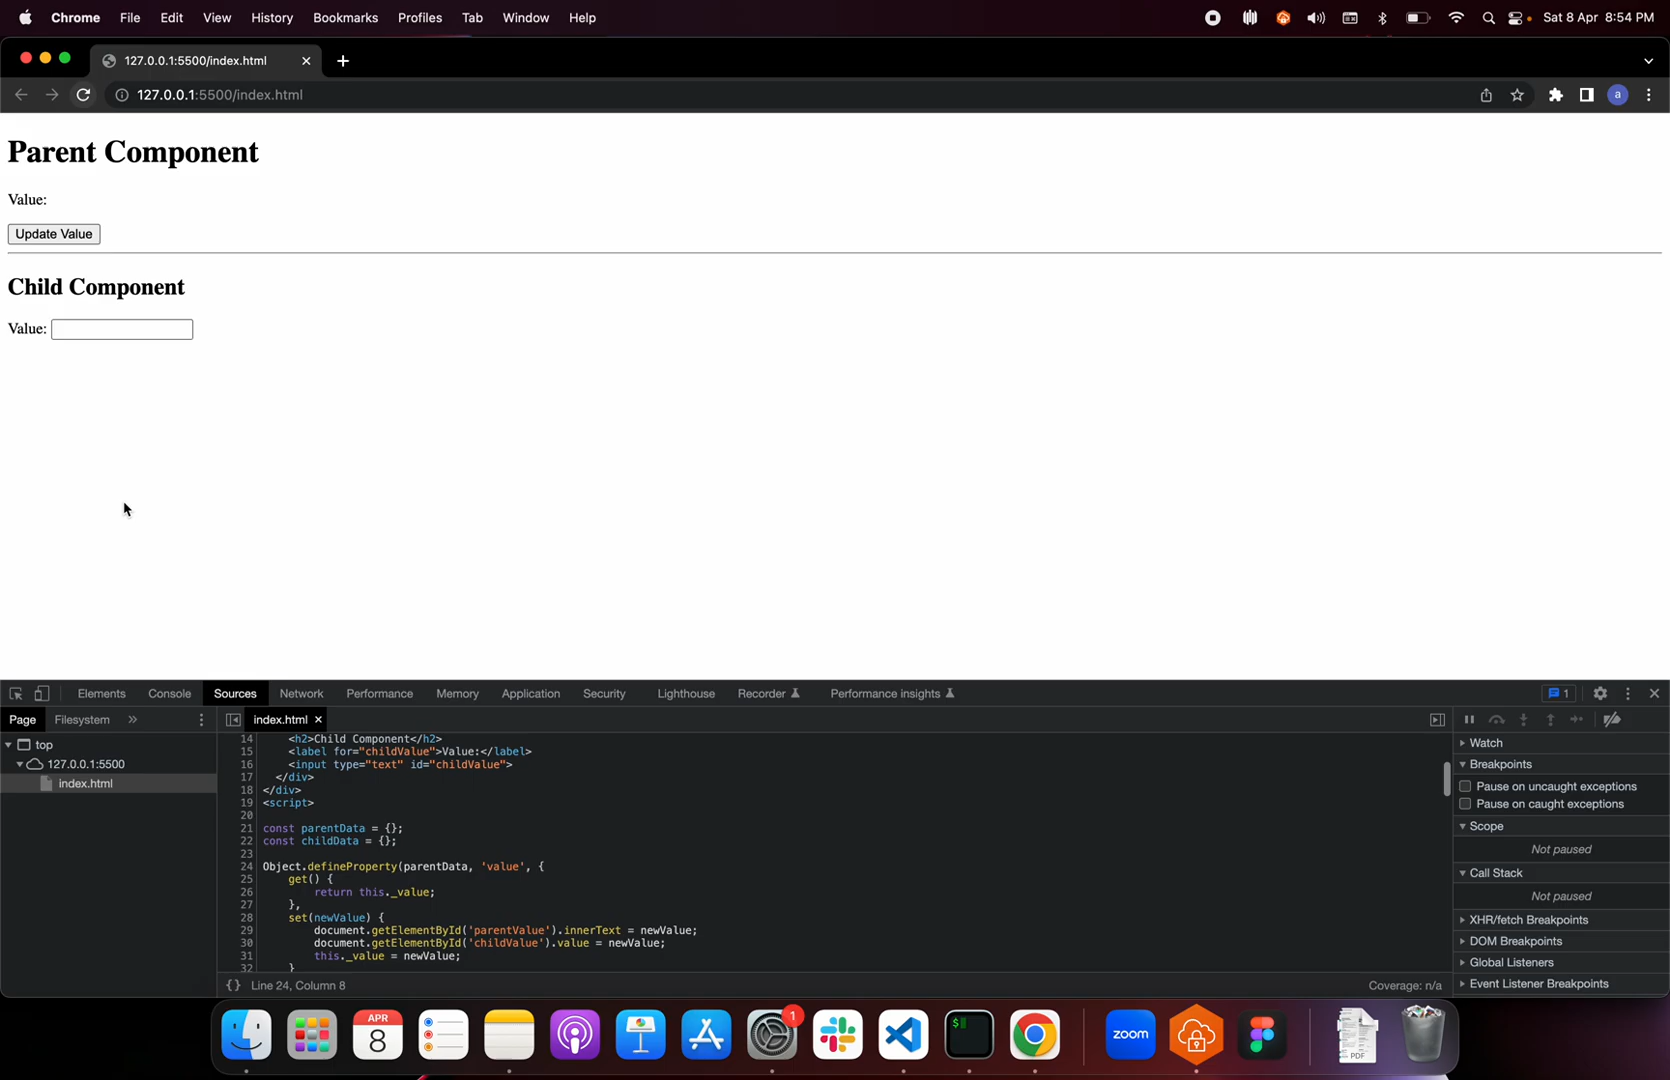 Chrome File Edit View History Bookmarks Profiles Tab Window Help Sat 8 Apr 8:54 PM
127.0.0.1:5500/index.html
127.0.0.1:5500/index.html a
Parent Component
Value:
Update Value
Child Component
Value:
Elements Console Sources Network Performance Memory Application Security Lighthouse Recorder Performance insights 1
Page Filesystem » index.html
top
127.0.0.1:5500
index.html
14 <h2>Child Component</h2>
15 <label for="childValue">Value:</label>
16 <input type="text" id="childValue">
17 </div>
18 </div>
19 <script>
20
21 const parentData = {};
22 const childData = {};
23
24 Object.defineProperty(parentData, 'value', {
25 get() {
26 return this._value;
27 },
28 set(newValue) {
29 document.getElementById('parentValue').innerText = newValue;
30 document.getElementById('childValue').value = newValue;
31 this._value = newValue;
32 }
{} Line 24, Column 8 Coverage: n/a
Watch
Breakpoints
Pause on uncaught exceptions
Pause on caught exceptions
Scope
Not paused
Call Stack
Not paused
XHR/fetch Breakpoints
DOM Breakpoints
Global Listeners
Event Listener Breakpoints
APR
8
1
$
zoom
PDF